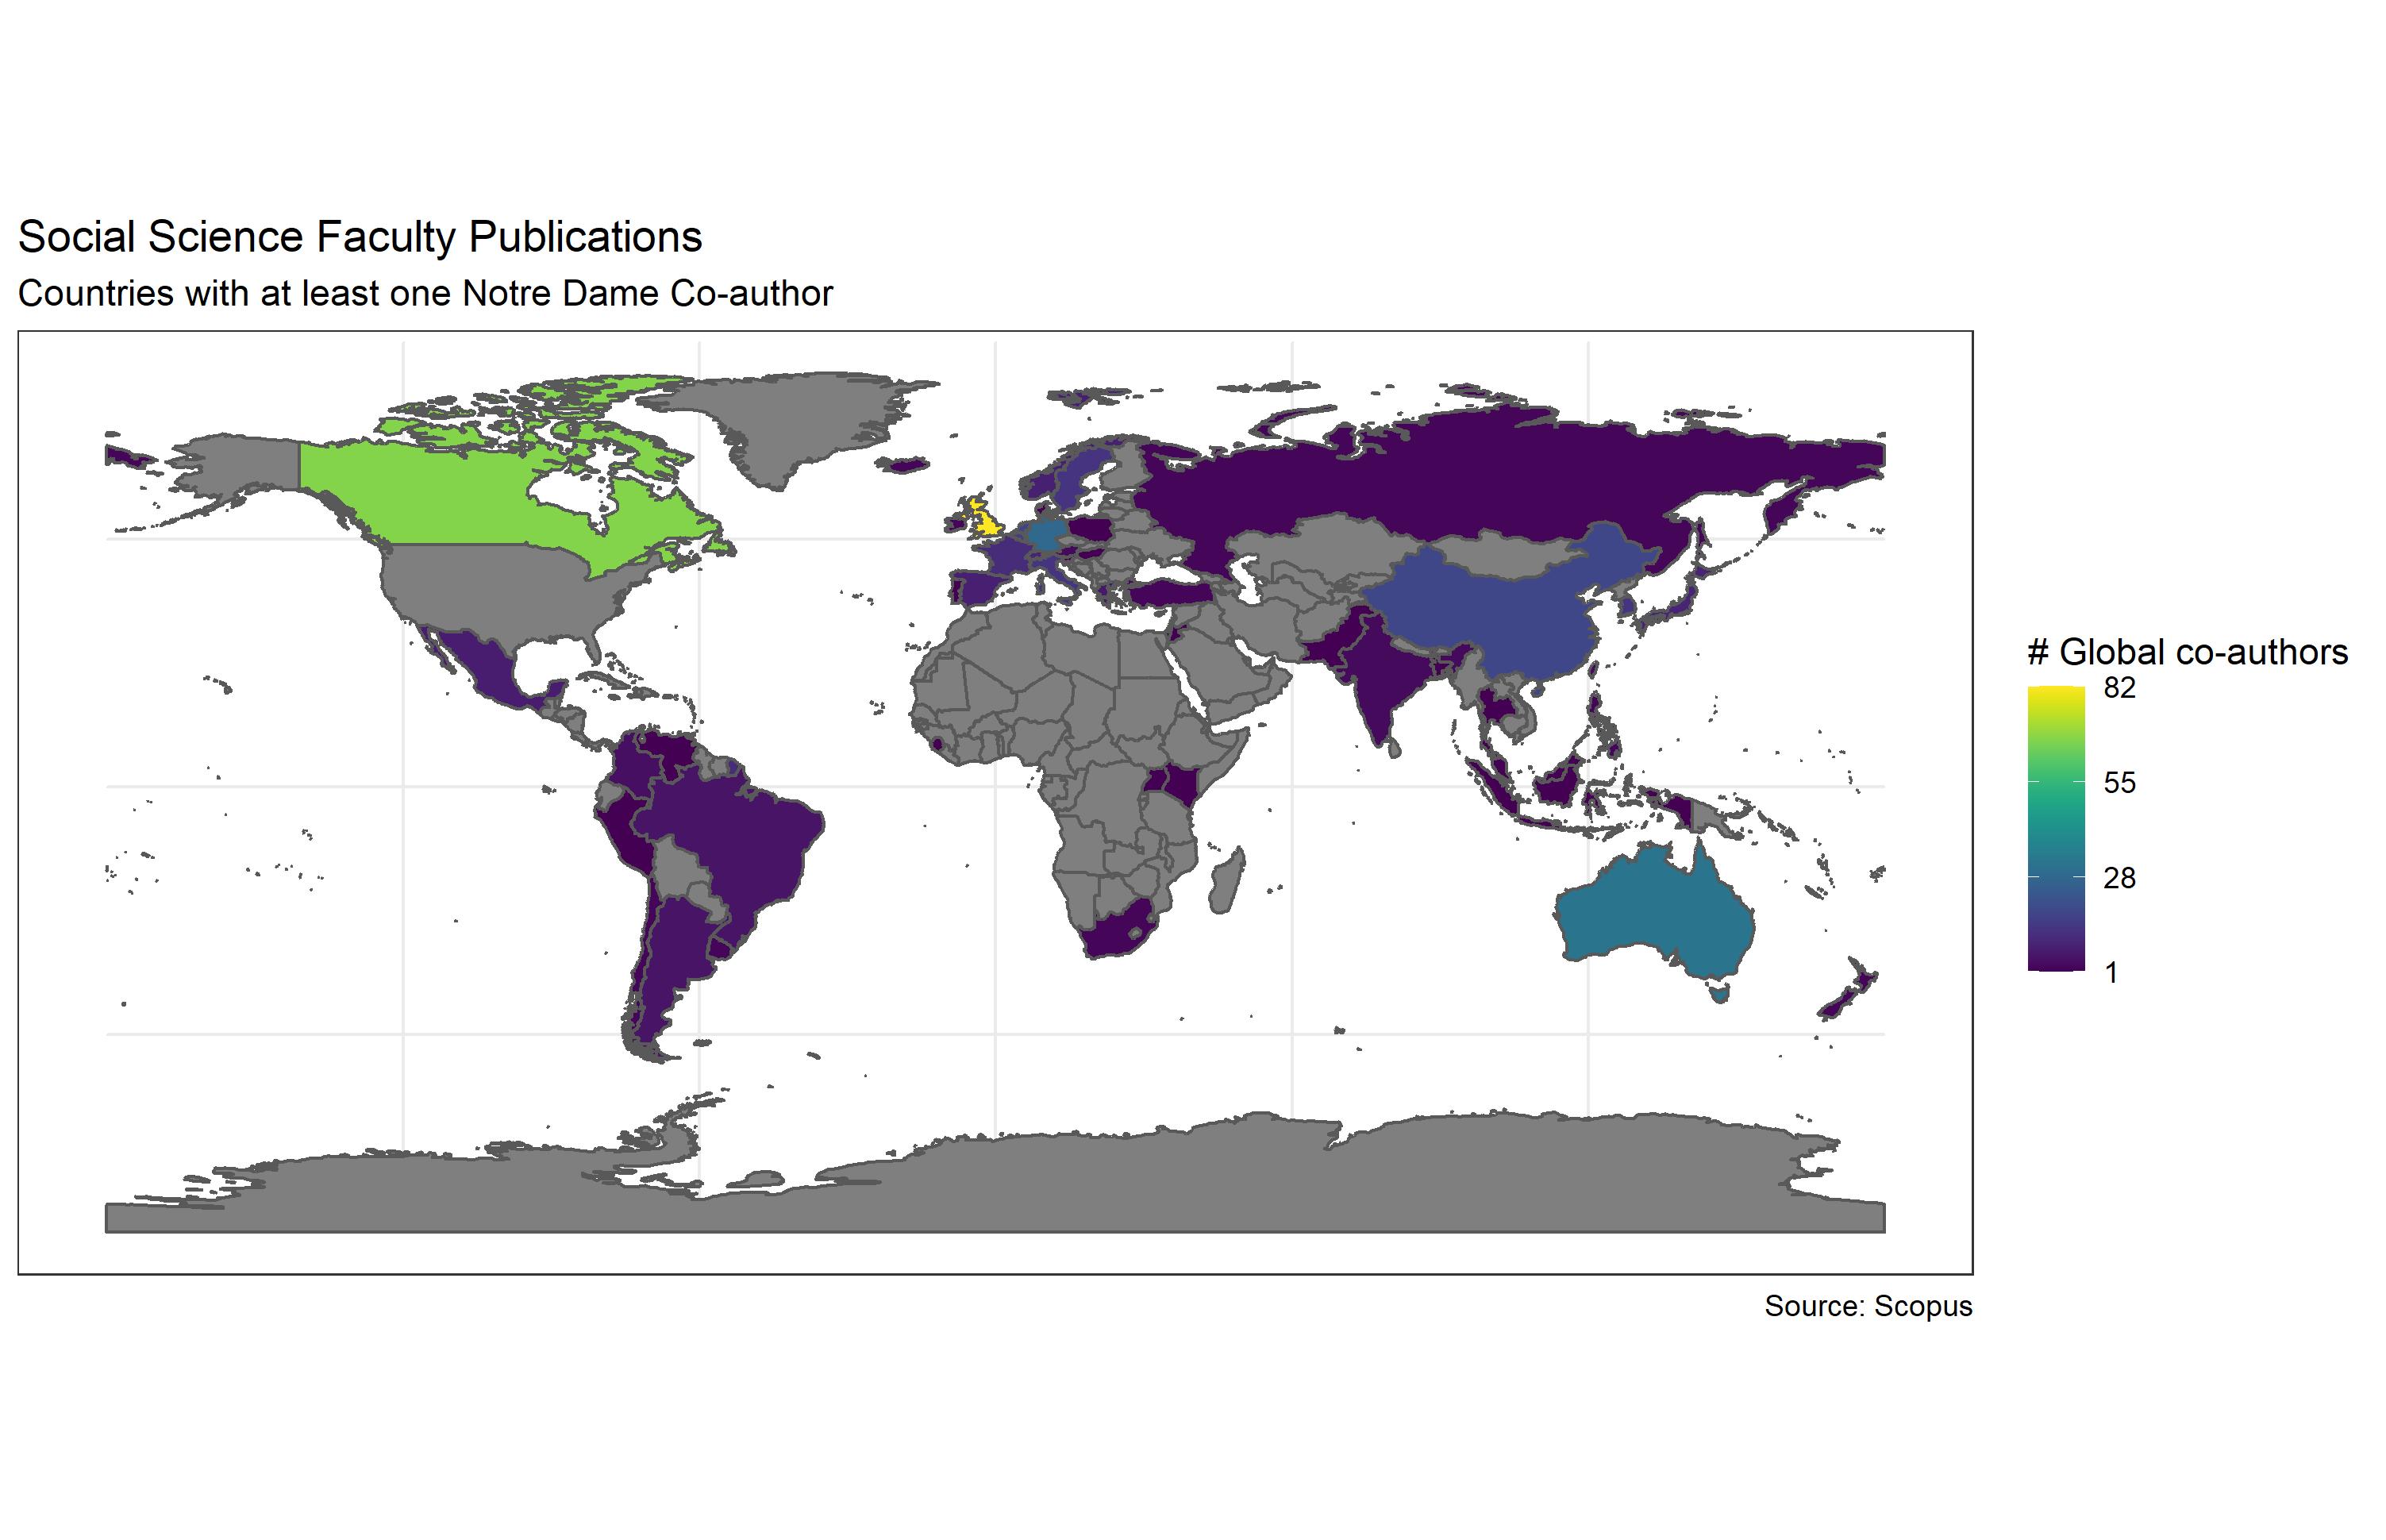 Social Science Faculty Publications
Countries with at least one Notre Dame Co-author
# Global co-authors
82
55
28
1
Source: Scopus